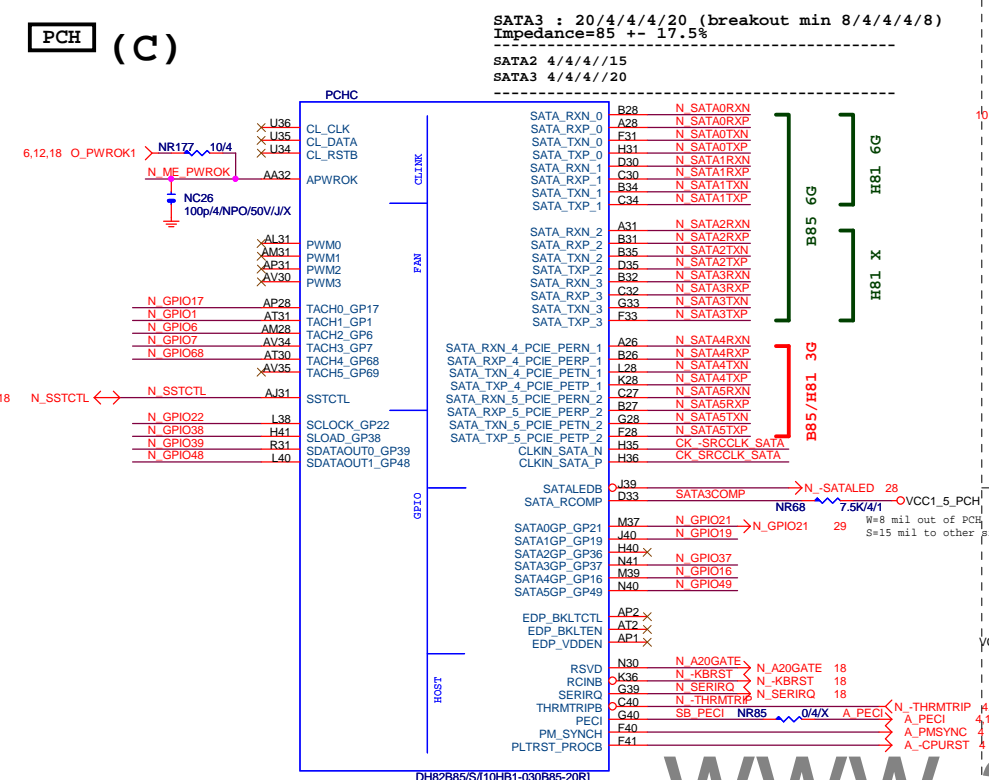 PCH (C)
SATA3 : 20/4/4/4/20 (breakout min 8/4/4/4/8)
Impedance=85 +- 17.5%
SATA2 4/4/4//15
SATA3 4/4/4//20
PCHC
U36 CL_CLK
U35 CL_DATA
U34 CL_RSTB
6,12,18 O_PWROK1 NR177 10/4
N_ME_PWROK AA32 APWROK
NC26
100p/4/NPO/50V/J/X
CLINK
AL31 PWM0
AM31 PWM1
AP31 PWM2
AV30 PWM3
FAN
N_GPIO17 AP28 TACH0_GP17
N_GPIO1 AT31 TACH1_GP1
N_GPIO6 AM28 TACH2_GP6
N_GPIO7 AV34 TACH3_GP7
N_GPIO68 AT30 TACH4_GP68
AV35 TACH5_GP69
18 N_SSTCTL N_SSTCTL AJ31 SSTCTL
N_GPIO22 L38 SCLOCK_GP22
N_GPIO38 H41 SLOAD_GP38
N_GPIO39 R31 SDATAOUT0_GP39
N_GPIO48 L40 SDATAOUT1_GP48
GPIO
HOST
SATA_RXN_0 B28 N_SATA0RXN
SATA_RXP_0 A28 N_SATA0RXP
SATA_TXN_0 F31 N_SATA0TXN
SATA_TXP_0 H31 N_SATA0TXP
SATA_RXN_1 D30 N_SATA1RXN
SATA_RXP_1 C30 N_SATA1RXP
SATA_TXN_1 B34 N_SATA1TXN
SATA_TXP_1 C34 N_SATA1TXP
SATA_RXN_2 A31 N_SATA2RXN
SATA_RXP_2 B31 N_SATA2RXP
SATA_TXN_2 B35 N_SATA2TXN
SATA_TXP_2 D35 N_SATA2TXP
SATA_RXN_3 B32 N_SATA3RXN
SATA_RXP_3 C32 N_SATA3RXP
SATA_TXN_3 G33 N_SATA3TXN
SATA_TXP_3 F33 N_SATA3TXP
B85 6G
H81 6G
H81 X
10
SATA_RXN_4_PCIE_PERN_1 A26 N_SATA4RXN
SATA_RXP_4_PCIE_PERP_1 B26 N_SATA4RXP
SATA_TXN_4_PCIE_PETN_1 L28 N_SATA4TXN
SATA_TXP_4_PCIE_PETP_1 K28 N_SATA4TXP
SATA_RXN_5_PCIE_PERN_2 C27 N_SATA5RXN
SATA_RXP_5_PCIE_PERP_2 B27 N_SATA5RXP
SATA_TXN_5_PCIE_PETN_2 G28 N_SATA5TXN
SATA_TXP_5_PCIE_PETP_2 F28 N_SATA5TXP
B85/H81 3G
CLKIN_SATA_N H35 CK_-SRCCLK_SATA
CLKIN_SATA_P H36 CK_SRCCLK_SATA
SATALEDB J39 N_-SATALED 28
SATA_RCOMP D33 SATA3COMP NR68 7.5K/4/1 VCC1_5_PCH
W=8 mil out of PCH
S=15 mil to other
SATA0GP_GP21 M37 N_GPIO21 N_GPIO21 29
SATA1GP_GP19 J40 N_GPIO19
SATA2GP_GP36 H40
SATA3GP_GP37 N41 N_GPIO37
SATA4GP_GP16 M39 N_GPIO16
SATA5GP_GP49 N40 N_GPIO49
EDP_BKLTCTL AP2
EDP_BKLTEN AT2
EDP_VDDEN AP1
RSVD N30 N_A20GATE N_A20GATE 18
RCINB K36 N_-KBRST N_-KBRST 18
SERIRQ G39 N_SERIRQ N_SERIRQ 18
THRMTRIPB C40 N_-THRMTRIP N_-THRMTRIP 4
PECI G40 SB_PECI NR85 0/4/X A_PECI A_PECI
PM_SYNCH F40 A_PMSYNC 4
PLTRST_PROCB F41 A_-CPURST 4
DH82B85/S/[10HB1-030B85-20R]